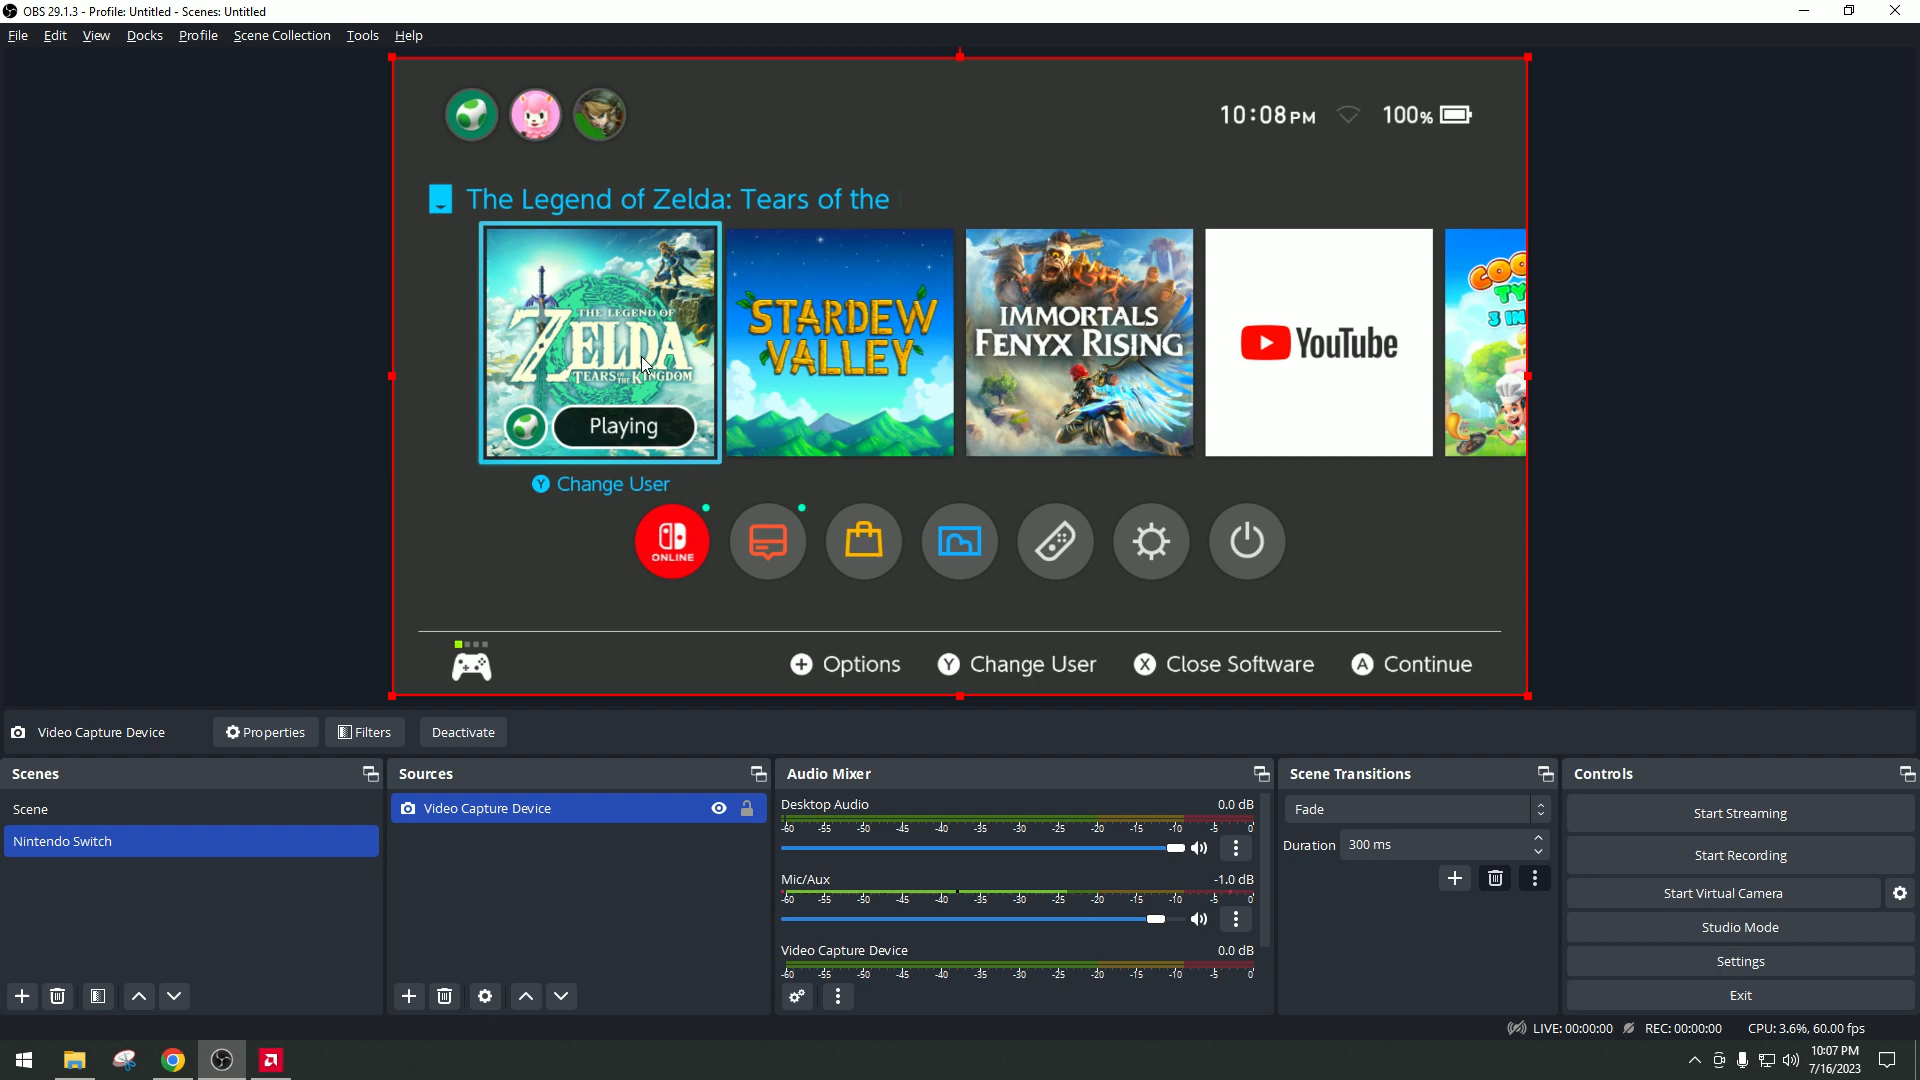 OBS 29.1.3 - Profile: Untitled - Scenes: Untitled
File Edit View Docks Profile Scene Collection Tools Help
10:08 PM 100%
The Legend of Zelda: Tears of the
THE LEGEND OF
ZELDA
TEARS OF THE KINGDOM
Playing
STARDEW
VALLEY
IMMORTALS
FENYX RISING
YouTube
COO
TY
3 IN
Y Change User
ONLINE
+ Options Y Change User X Close Software A Continue
Video Capture Device Properties Filters Deactivate
Scenes
Scene
Nintendo Switch
Sources
Video Capture Device
Audio Mixer
Desktop Audio 0.0 dB
-60 -55 -50 -45 -40 -35 -30 -25 -20 -15 -10 -5 0
Mic/Aux -1.0 dB
-60 -55 -50 -45 -40 -35 -30 -25 -20 -15 -10 -5 0
Video Capture Device 0.0 dB
-60 -55 -50 -45 -40 -35 -30 -25 -20 -15 -10 -5 0
Scene Transitions
Fade
Duration 300 ms
Controls
Start Streaming
Start Recording
Start Virtual Camera
Studio Mode
Settings
Exit
LIVE: 00:00:00 REC: 00:00:00 CPU: 3.6%, 60.00 fps
10:07 PM
7/16/2023